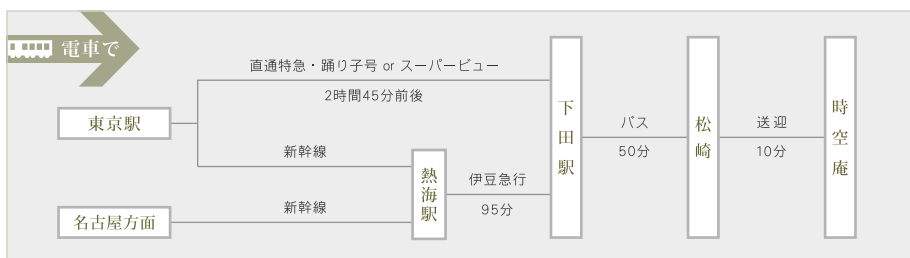 電車で
直通特急・踊り子号 or スーパービュー
2時間45分前後
東京駅
新幹線
熱海駅
伊豆急行
95分
名古屋方面
新幹線
下田駅
バス
50分
松崎
送迎
10分
時空庵